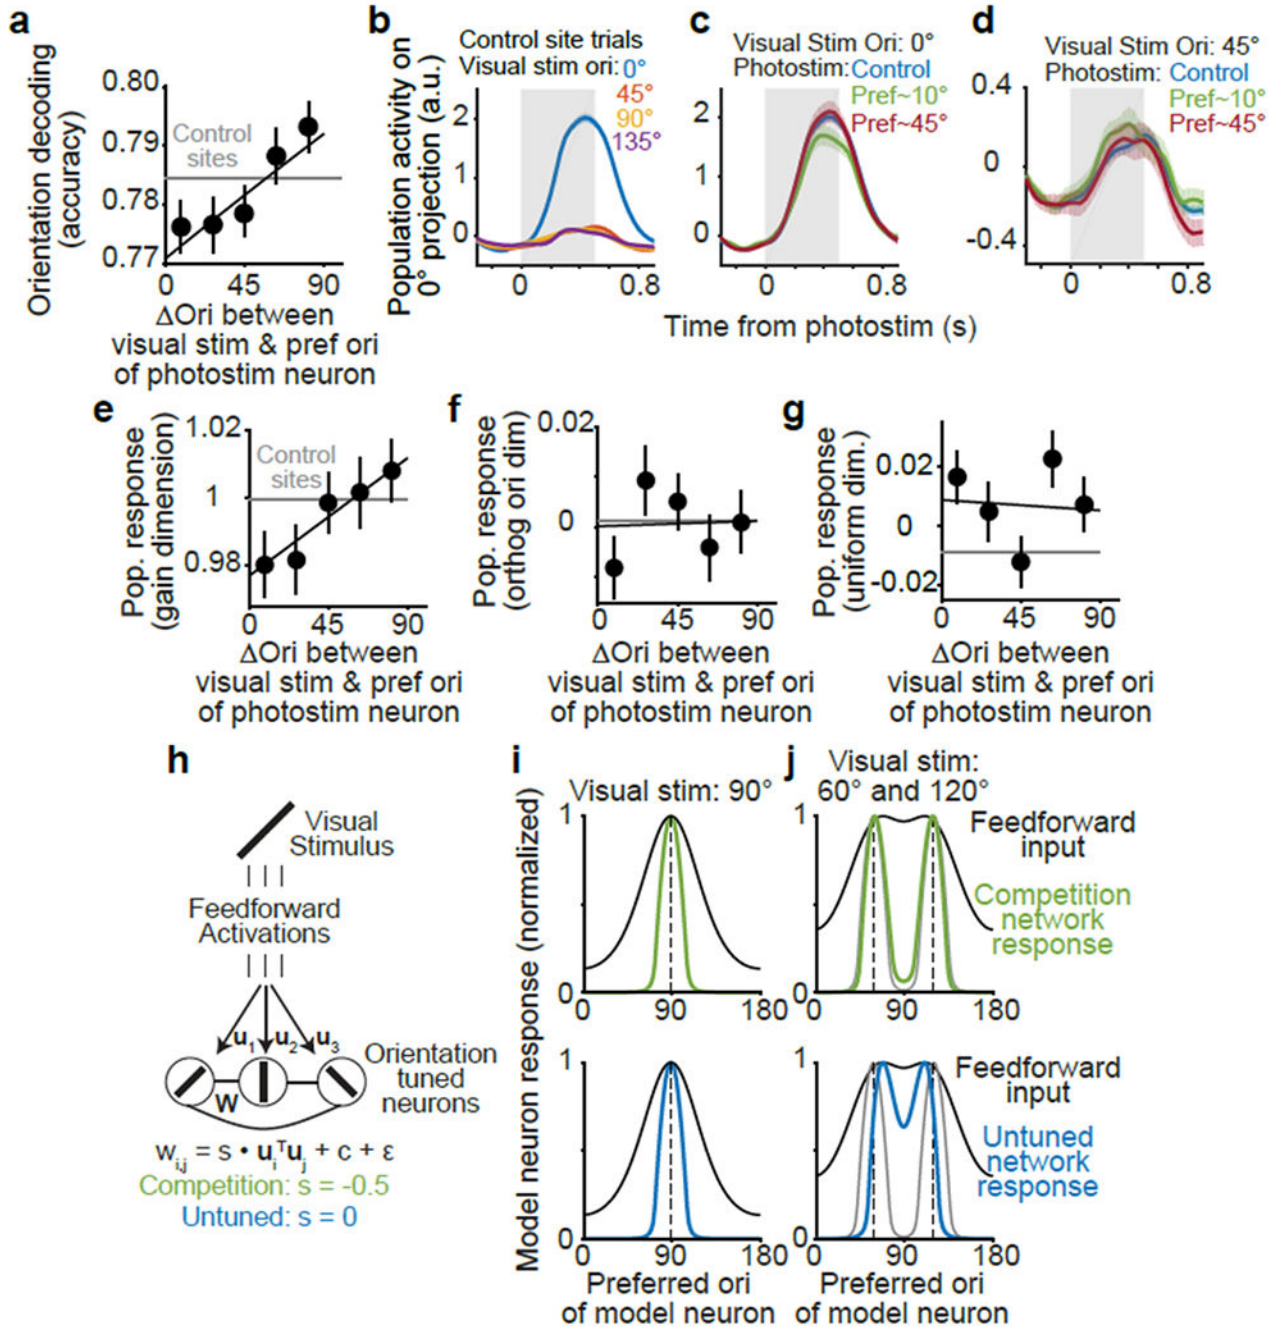 a
Orientation decoding
(accuracy)
0.80
0.79
0.78
0.77
Control
sites
0
45
90
ΔOri between
visual stim & pref ori
of photostim neuron
b
Control site trials
Visual stim ori: 0°
45°
90°
135°
Population activity on
0° projection (a.u.)
2
1
0
0
0.8
c
Visual Stim Ori: 0°
Photostim: Control
Pref~10°
Pref~45°
2
1
0
0
0.8
Time from photostim (s)
d
Visual Stim Ori: 45°
Photostim: Control
Pref~10°
Pref~45°
0.4
0
-0.4
0
0.8
e
Pop. response
(gain dimension)
1.02
1
0.98
Control
sites
0
45
90
ΔOri between
visual stim & pref ori
of photostim neuron
f
Pop. response
(orthog ori dim)
0.02
0
0
45
90
ΔOri between
visual stim & pref ori
of photostim neuron
g
Pop. response
(uniform dim.)
0.02
0
-0.02
0
45
90
ΔOri between
visual stim & pref ori
of photostim neuron
h
Visual
Stimulus
Feedforward
Activations
u1 u2 u3
W
Orientation
tuned
neurons
wi,j = s • uiTuj + c + ε
Competition: s = -0.5
Untuned: s = 0
i
Visual stim: 90°
Model neuron response (normalized)
1
0
0
90
180
1
0
0
90
180
Preferred ori
of model neuron
j
Visual stim:
60° and 120°
Feedforward
input
Competition
network
response
1
0
0
90
180
Feedforward
input
Untuned
network
response
1
0
0
90
180
Preferred ori
of model neuron